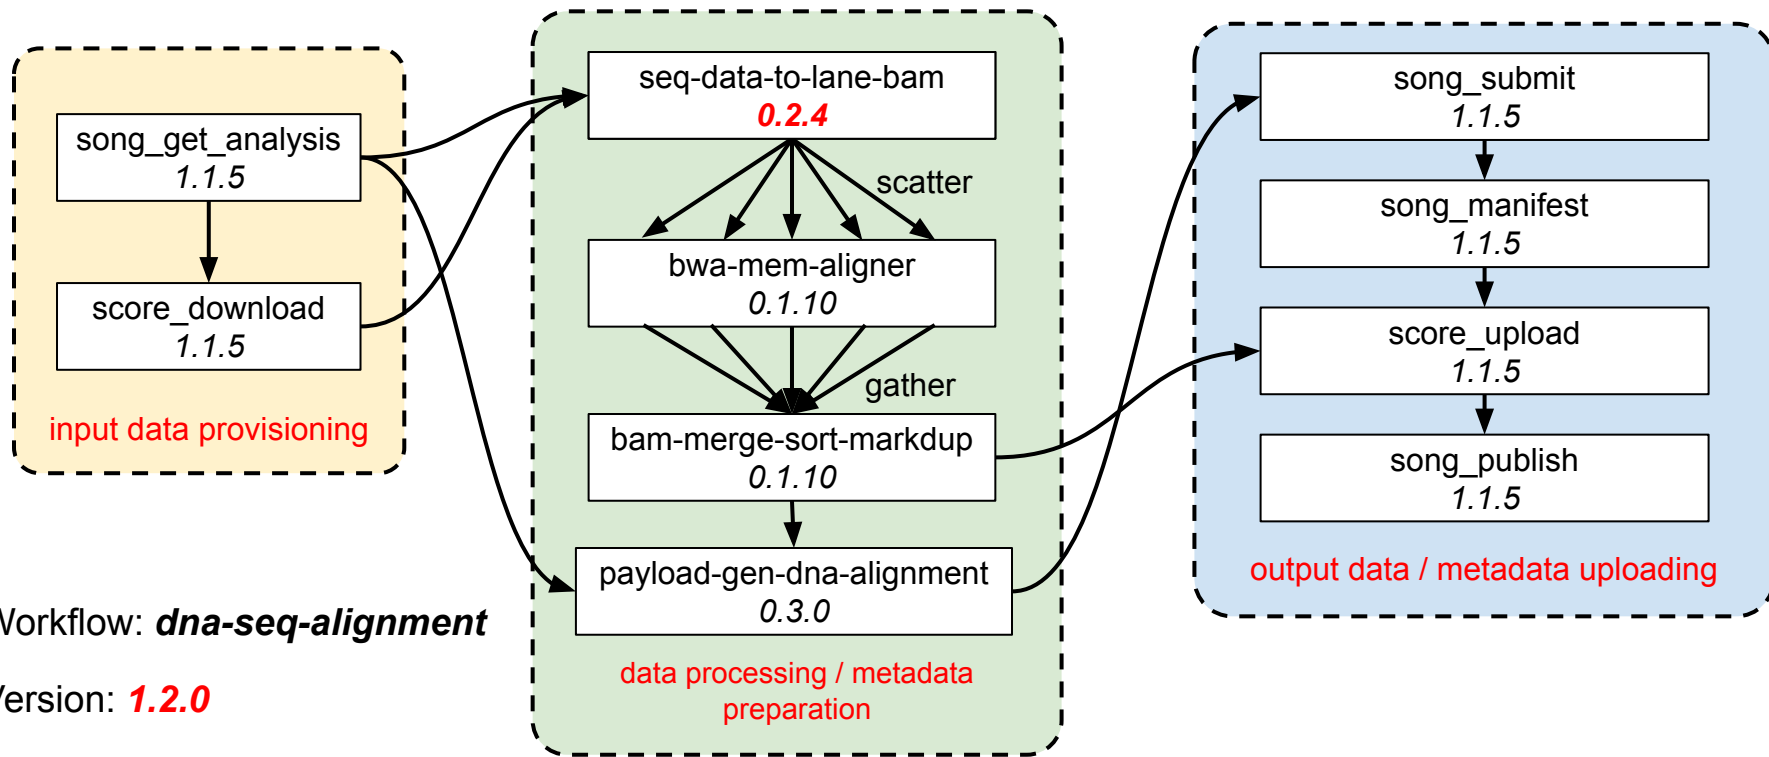 song_get_analysis
1.1.5
score_download
1.1.5
input data provisioning
seq-data-to-lane-bam
0.2.4
scatter
bwa-mem-aligner
0.1.10
gather
bam-merge-sort-markdup
0.1.10
payload-gen-dna-alignment
0.3.0
data processing / metadata
preparation
song_submit
1.1.5
song_manifest
1.1.5
score_upload
1.1.5
song_publish
1.1.5
output data / metadata uploading
Workflow: dna-seq-alignment
Version: 1.2.0